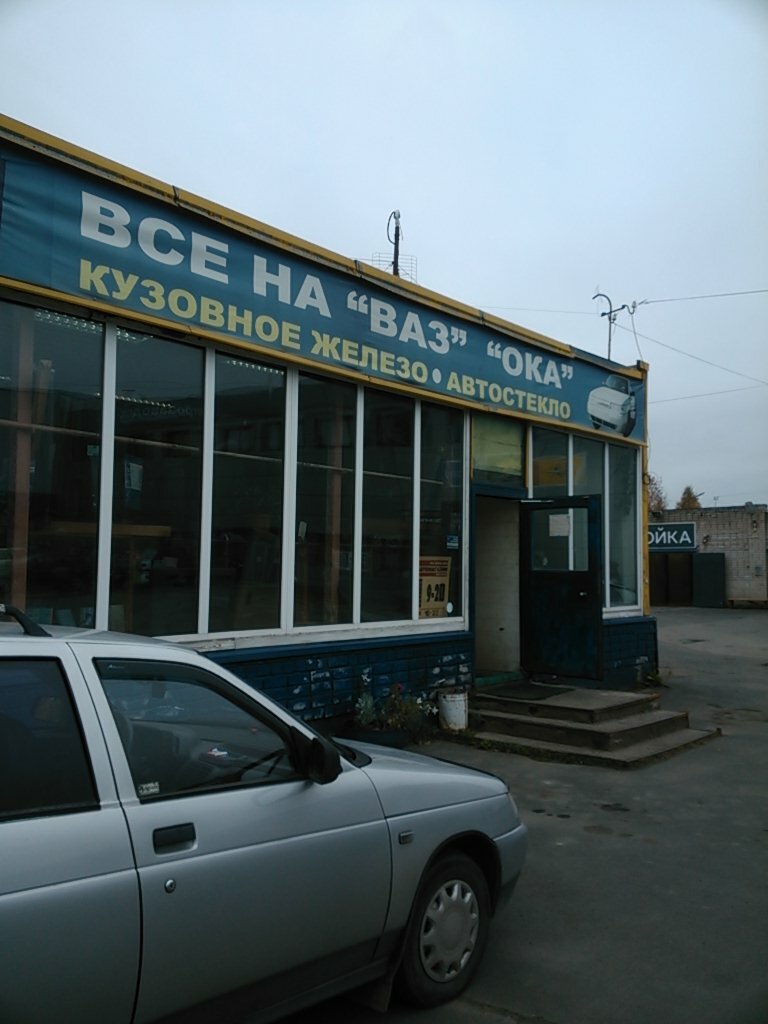 ВСЕ НА “ВАЗ” “ОКА”
КУЗОВНОЕ ЖЕЛЕЗО • АВТОСТЕКЛО
9-20
ОЙКА